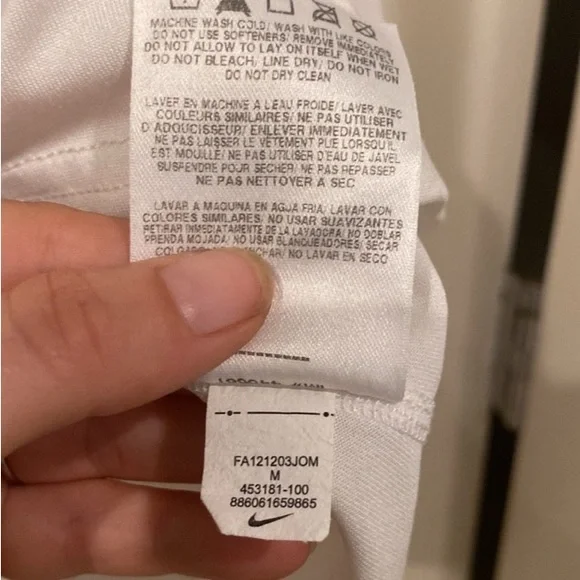 MACHINE WASH COLD/ WASH WITH LIKE COLORS
DO NOT USE SOFTENERS/ REMOVE IMMEDIATELY
DO NOT ALLOW TO LAY ON ITSELF WHEN WET
DO NOT BLEACH/ LINE DRY/ DO NOT IRON
DO NOT DRY CLEAN
LAVER EN MACHINE A L'EAU FROIDE/ LAVER AVEC
COULEURS SIMILAIRES/ NE PAS UTILISER
D'ADOUCISSEUR/ ENLEVER IMMEDIATEMENT
NE PAS LAISSER LE VETEMENT PLIE LORSQU'IL
EST MOUILLE/ NE PAS UTILISER D'EAU DE JAVEL
SUSPENDRE POUR SECHER/ NE PAS REPASSER
NE PAS NETTOYER A SEC
LAVAR A MAQUINA EN AGUA FRIA/ LAVAR CON
COLORES SIMILARES/ NO USAR SUAVIZANTES
RETIRAR INMEDIATAMENTE DE LA LAVADORA/ NO DOBLAR
PRENDA MOJADA/ NO USAR BLANQUEADORES/ SECAR
NO LAVAR EN SECO
FA121203JOM
M
453181-100
886061659865